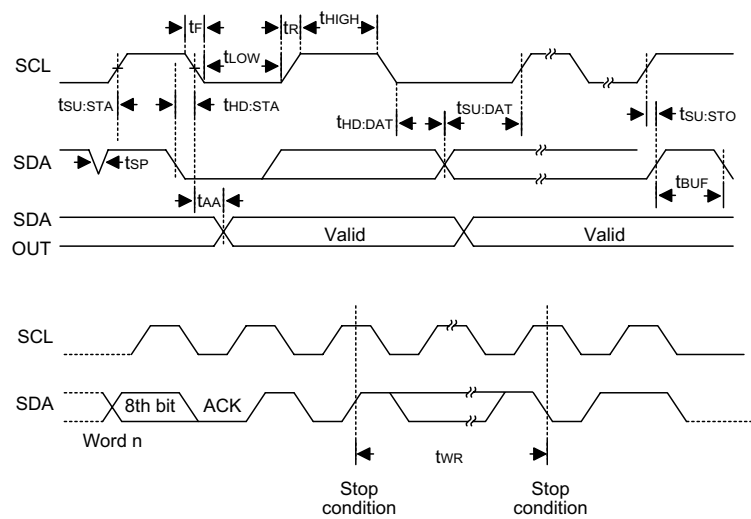 tF tR tHIGH
SCL tLOW
tSU:STA tHD:STA tHD:DAT tSU:DAT tSU:STO
SDA tSP tBUF
tAA
SDA
OUT Valid Valid
SCL
SDA 8th bit ACK
Word n
tWR
Stop
condition
Stop
condition